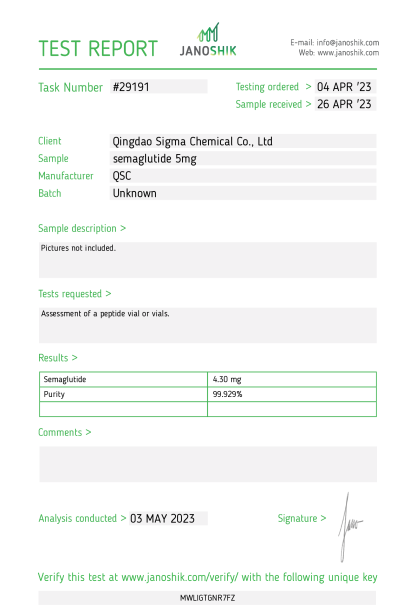 TEST REPORT
JANOSHIK
E-mail: info@janoshik.com
Web: www.janoshik.com
Task Number #29191
Testing ordered > 04 APR '23
Sample received > 26 APR '23
Client Qingdao Sigma Chemical Co., Ltd
Sample semaglutide 5mg
Manufacturer QSC
Batch Unknown
Sample description >
Pictures not included.
Tests requested >
Assessment of a peptide vial or vials.
Results >
Semaglutide 4.30 mg
Purity 99.929%
Comments >
Analysis conducted > 03 MAY 2023
Signature >
Verify this test at www.janoshik.com/verify/ with the following unique key
MWLIGTGNR7FZ